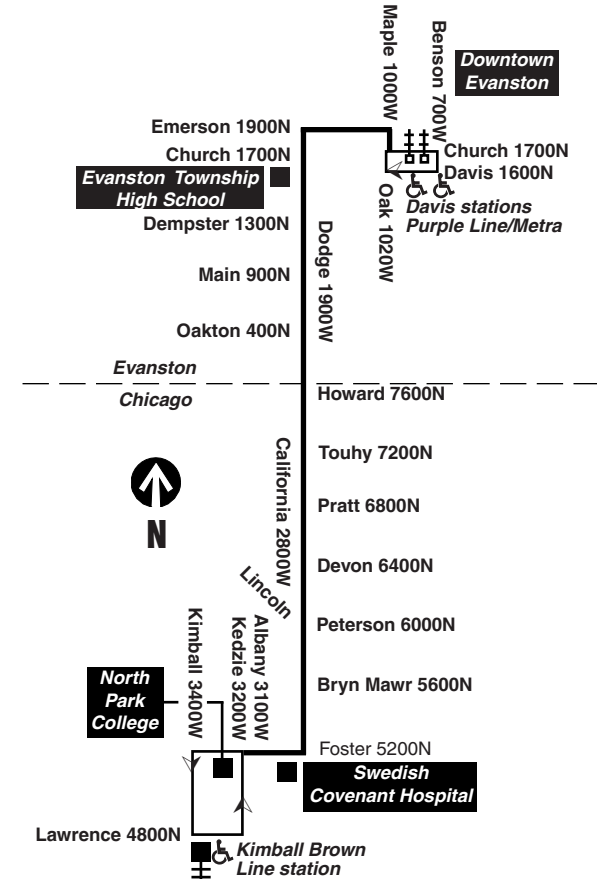 Maple 1000W
Benson 700W
Downtown
Evanston
Emerson 1900N
Church 1700N
Church 1700N
Davis 1600N
Evanston Township
High School
Oak 1020W
Davis stations
Purple Line/Metra
Dempster 1300N
Dodge 1900W
Main 900N
Oakton 400N
Evanston
Chicago
Howard 7600N
California 2800W
Touhy 7200N
Pratt 6800N
N
Devon 6400N
Lincoln
Peterson 6000N
Kimball 3400W
Kedzie 3200W
Albany 3100W
North
Park
College
Bryn Mawr 5600N
Foster 5200N
Swedish
Covenant Hospital
Lawrence 4800N
Kimball Brown
Line station